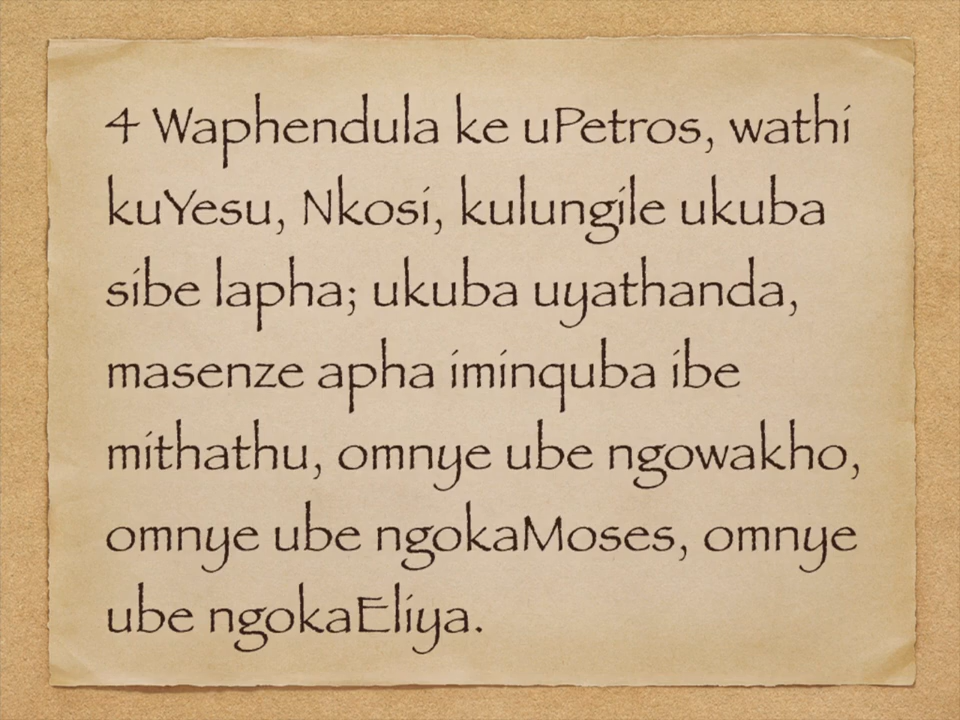 4 Waphendula ke uPetros, wathi
kuYesu, Nkosi, kulungile ukuba
sibe lapha; ukuba uyathanda,
masenze apha iminquba ibe
mithathu, omnye ube ngowakho,
omnye ube ngokaMoses, omnye
ube ngokaEliya.